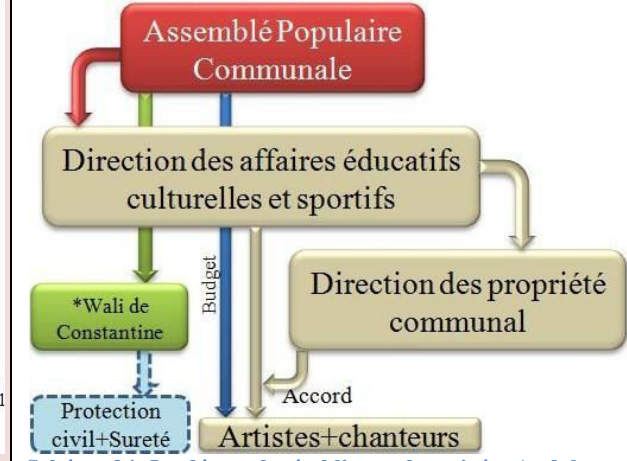 Assemblé Populaire
Communale
Direction des affaires éducatifs
culturelles et sportifs
Budget
Direction des propriété
communal
*Wali de
Constantine
Accord
Protection
civil+Sureté
Artistes+chanteurs
1